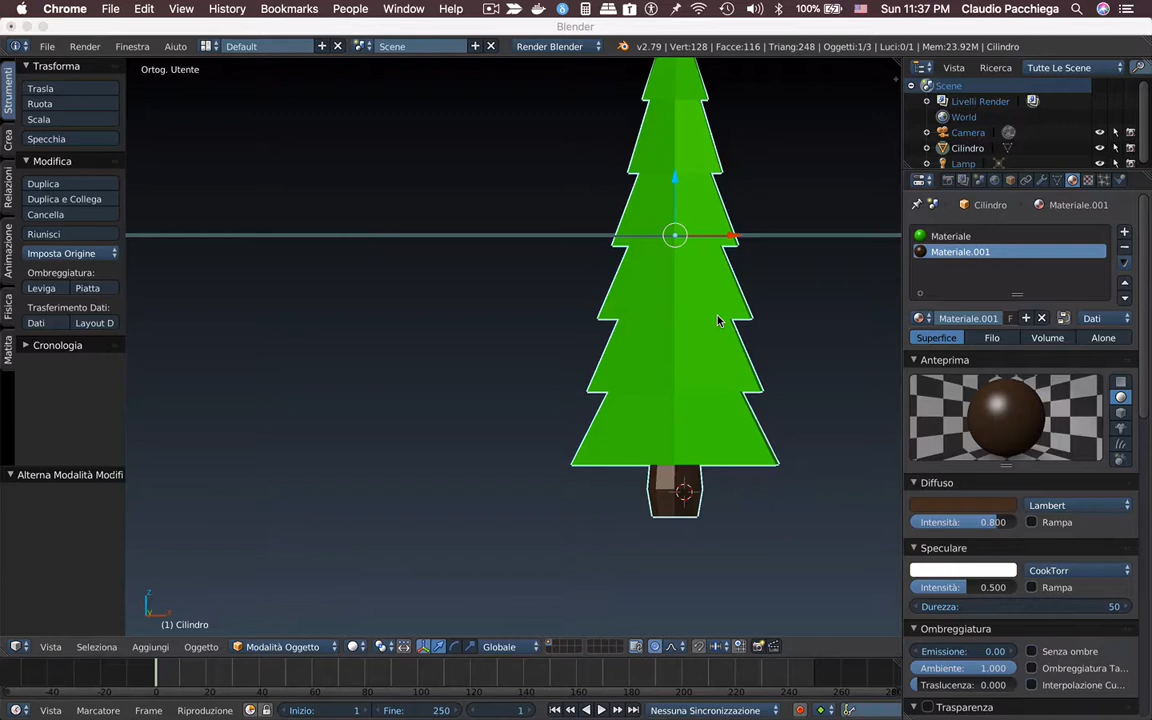 Chrome File Edit View History Bookmarks People Window Help 100% Sun 11:37 PM Claudio Pacchiega
Blender
File Render Finestra Aiuto Default Scene Render Blender v2.79 | Vert:128 | Facce:116 | Triang:248 | Oggetti:1/3 | Luci:0/1 | Mem:23.92M | Cilindro
Strumenti
Crea
Relazioni
Animazione
Fisica
Matita
Trasforma
Trasla
Ruota
Scala
Specchia
Modifica
Duplica
Duplica e Collega
Cancella
Riunisci
Imposta Origine
Ombreggiatura:
Leviga Piatta
Trasferimento Dati:
Dati Layout D
Cronologia
Alterna Modalità Modifi
Ortog. Utente
z
y x
(1) Cilindro
Vista Ricerca Tutte Le Scene
Scene
Livelli Render
World
Camera
Cilindro
Lamp
Cilindro Materiale.001
Materiale
Materiale.001
Materiale.001 F Dati
Superfice Filo Volume Alone
Anteprima
Diffuso
Lambert
Intensità: 0.800 Rampa
Speculare
CookTorr
Intensità: 0.500 Rampa
Durezza: 50
Ombreggiatura
Emissione: 0.00 Senza ombre
Ambiente: 1.000 Ombreggiatura Ta...
Traslucenza: 0.000 Interpolazione Cu...
Trasparenza
Vista Seleziona Aggiungi Oggetto Modalità Oggetto Globale
-40 -20 0 20 40 60 80 100 120 140 160 180 200 220 240 260
Vista Marcatore Frame Riproduzione Inizio: 1 Fine: 250 1 Nessuna Sincronizzazione